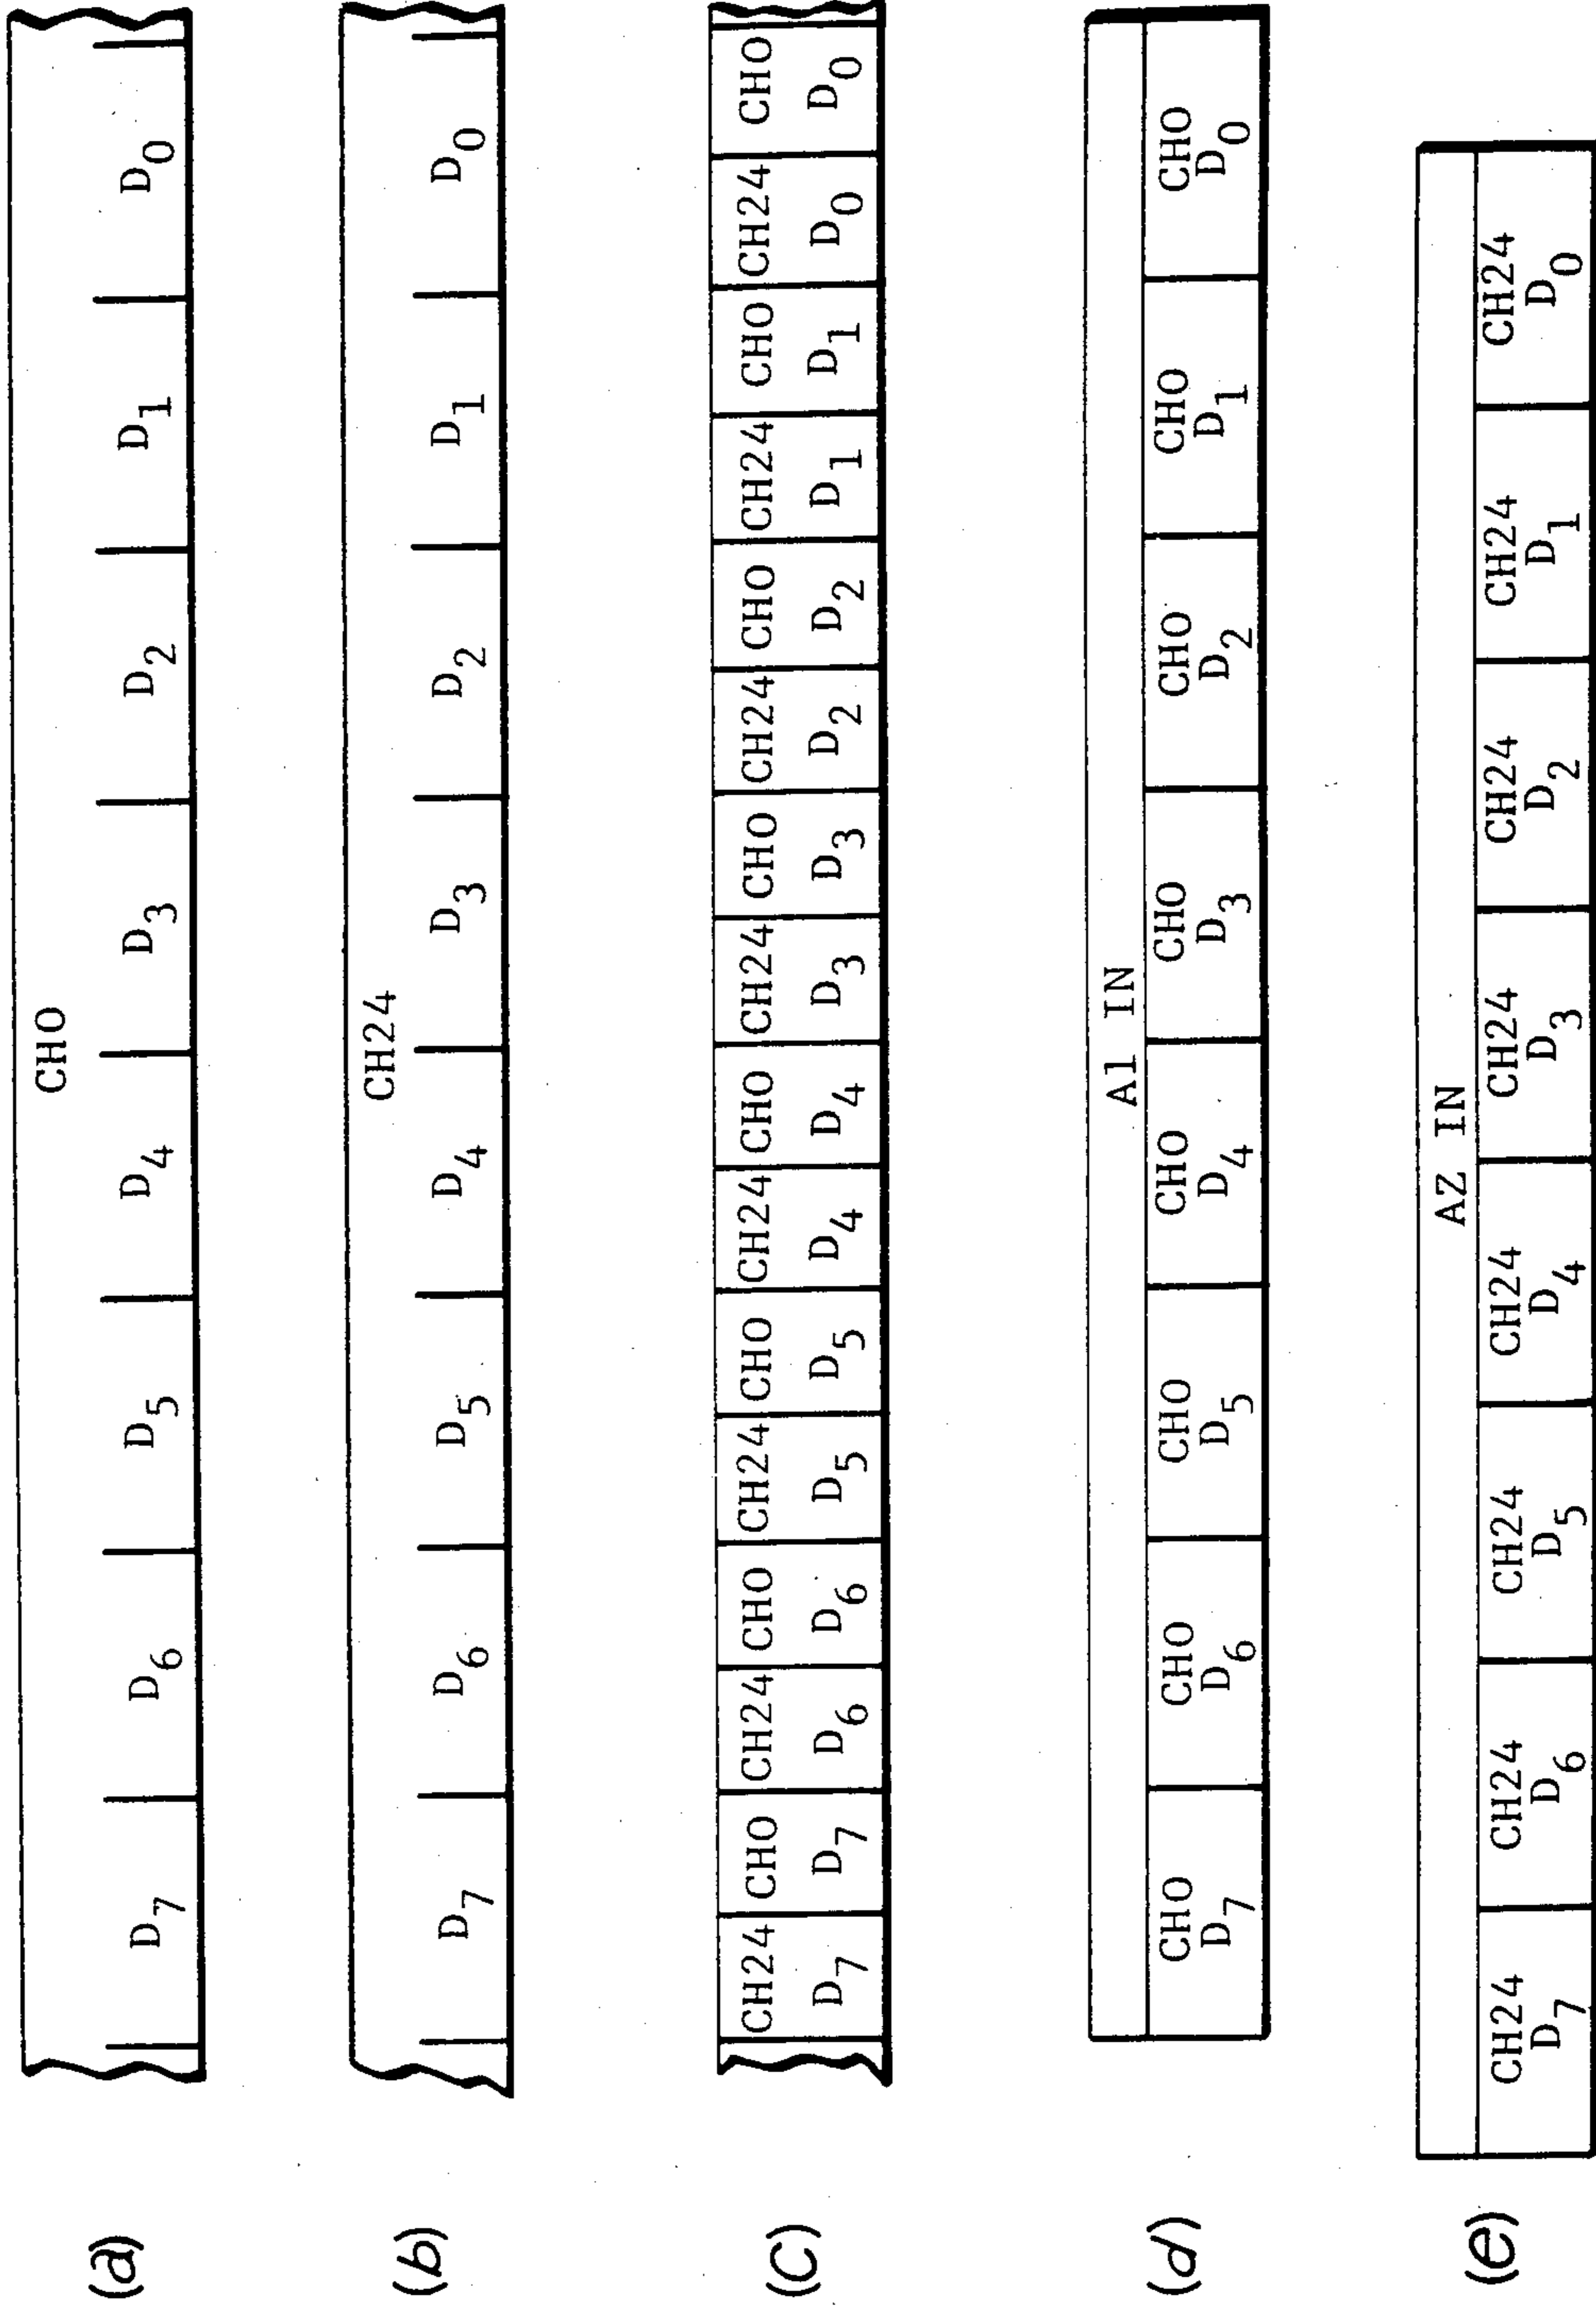 CHO
(a) D₇ D₆ D₅ D₄ D₃ D₂ D₁ D₀
CH24
(b) D₇ D₆ D₅ D₄ D₃ D₂ D₁ D₀
(c) CH24 CHO CH24 CHO CH24 CHO CH24 CHO CH24 CHO CH24 CHO CH24 CHO CH24 CHO
D₇ D₇ D₆ D₆ D₅ D₅ D₄ D₄ D₃ D₃ D₂ D₂ D₁ D₁ D₀ D₀
A1 IN
(d) CHO CHO CHO CHO CHO CHO CHO CHO
D₇ D₆ D₅ D₄ D₃ D₂ D₁ D₀
AZ IN
(e) CH24 CH24 CH24 CH24 CH24 CH24 CH24 CH24
D₇ D₆ D₅ D₄ D₃ D₂ D₁ D₀